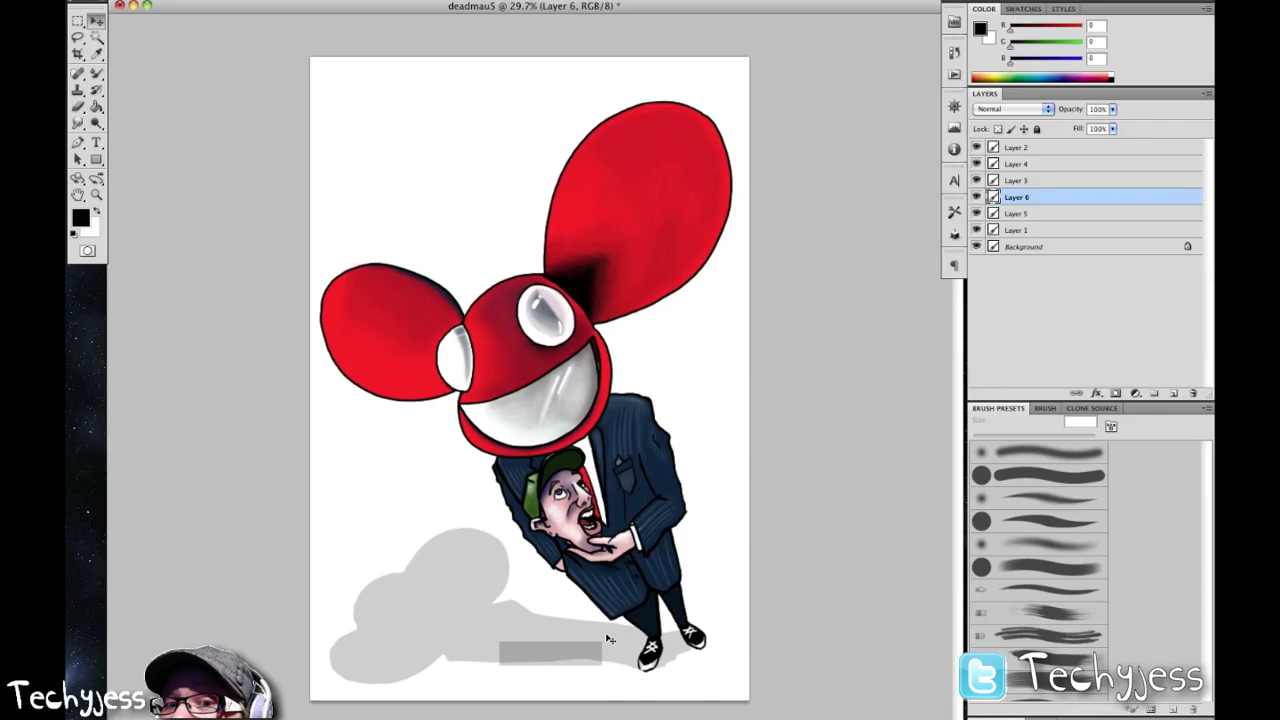 deadmau5 @ 29.7% (Layer 6, RGB/8) *
COLOR SWATCHES STYLES
R 0
G 0
B 0
LAYERS
Normal Opacity: 100%
Lock: Fill: 100%
Layer 2
Layer 4
Layer 3
Layer 6
Layer 5
Layer 1
Background
BRUSH PRESETS BRUSH CLONE SOURCE
Size
Techyjess
Techyjess